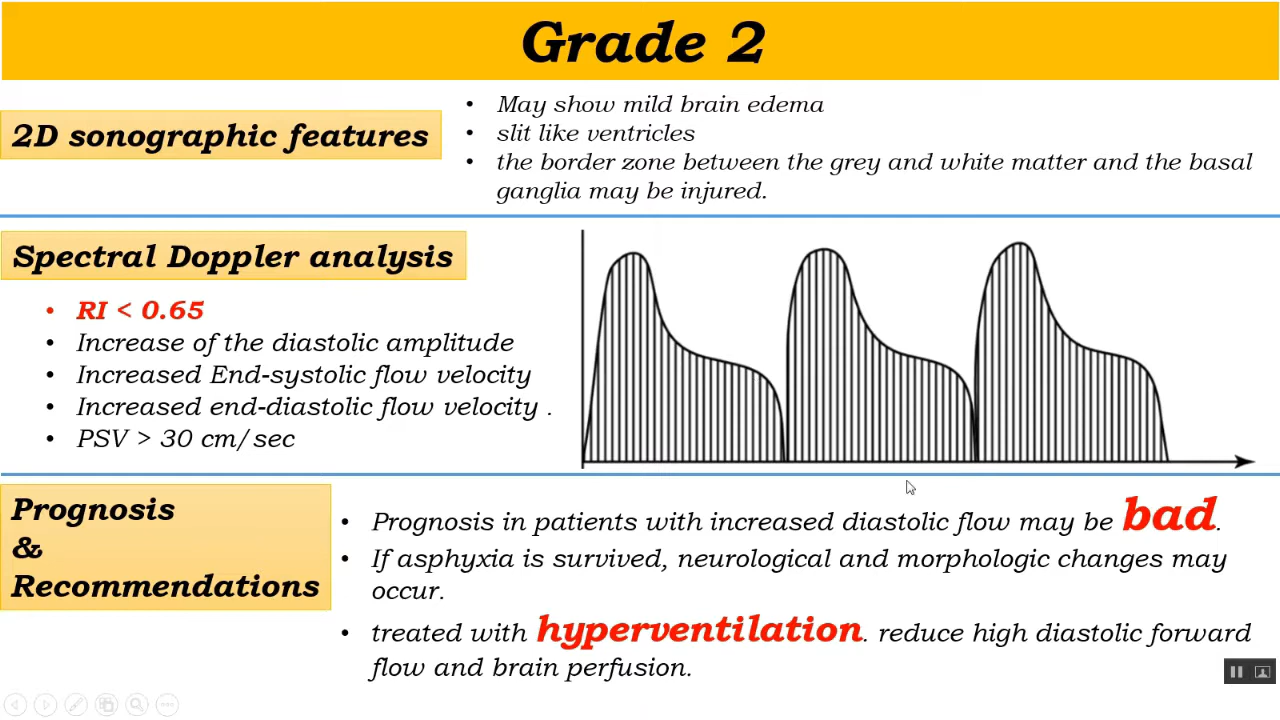 Grade 2
2D sonographic features
• May show mild brain edema
• slit like ventricles
• the border zone between the grey and white matter and the basal
ganglia may be injured.
Spectral Doppler analysis
• RI < 0.65
• Increase of the diastolic amplitude
• Increased End-systolic flow velocity
• Increased end-diastolic flow velocity .
• PSV > 30 cm/sec
Prognosis
&
Recommendations
• Prognosis in patients with increased diastolic flow may be bad.
• If asphyxia is survived, neurological and morphologic changes may
occur.
• treated with hyperventilation. reduce high diastolic forward
flow and brain perfusion.